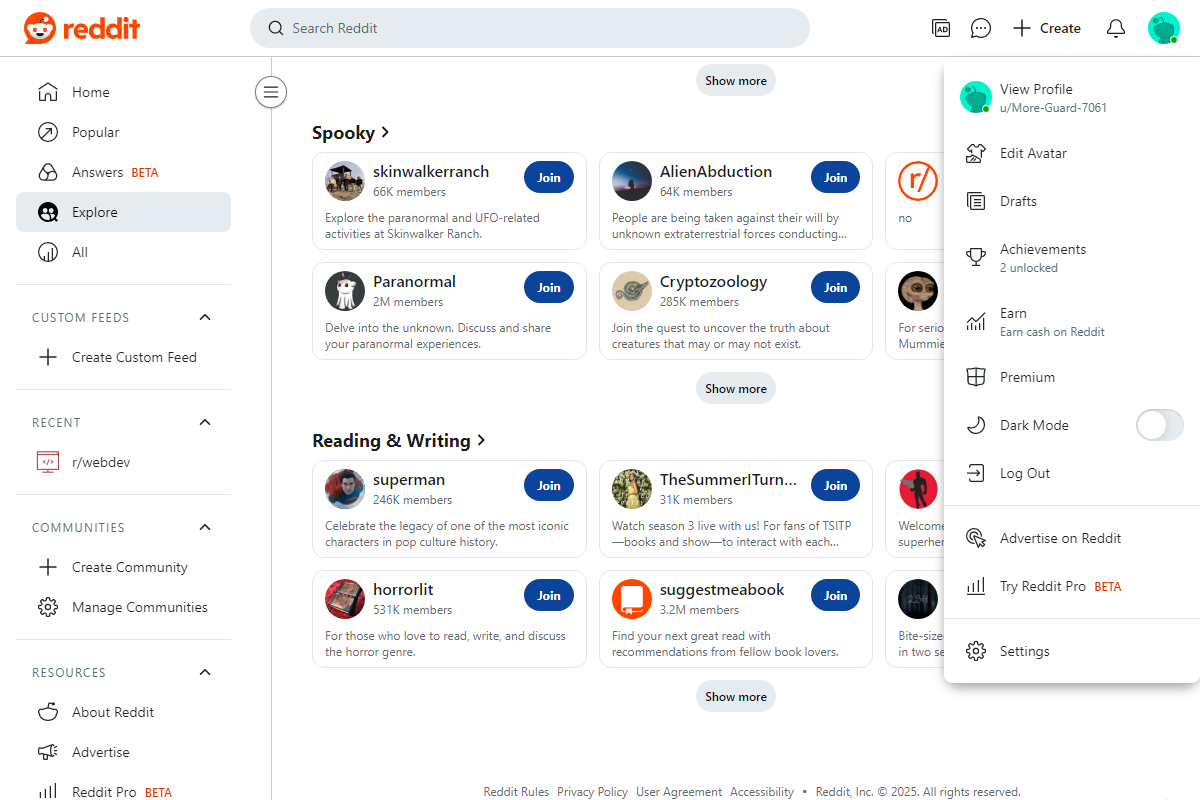 reddit
Search Reddit
AD
Create
Home
Popular
Answers BETA
Explore
All
CUSTOM FEEDS
Create Custom Feed
RECENT
r/webdev
COMMUNITIES
Create Community
Manage Communities
RESOURCES
About Reddit
Advertise
Reddit Pro BETA
Show more
Spooky
skinwalkerranch
66K members
Join
Explore the paranormal and UFO-related
activities at Skinwalker Ranch.
AlienAbduction
64K members
Join
People are being taken against their will by
unknown extraterrestrial forces conducting...
r/
no
Paranormal
2M members
Join
Delve into the unknown. Discuss and share
your paranormal experiences.
Cryptozoology
285K members
Join
Join the quest to uncover the truth about
creatures that may or may not exist.
For serio
Mummie
Show more
Reading & Writing
superman
246K members
Join
Celebrate the legacy of one of the most iconic
characters in pop culture history.
TheSummerITurn...
31K members
Join
Watch season 3 live with us! For fans of TSITP
—books and show—to interact with each...
Welcome
superher
horrorlit
531K members
Join
For those who love to read, write, and discuss
the horror genre.
suggestmeabook
3.2M members
Join
Find your next great read with
recommendations from fellow book lovers.
Bite-size
in two se
Show more
Reddit Rules Privacy Policy User Agreement Accessibility • Reddit, Inc. © 2025. All rights reserved.
View Profile
u/More-Guard-7061
Edit Avatar
Drafts
Achievements
2 unlocked
Earn
Earn cash on Reddit
Premium
Dark Mode
Log Out
Advertise on Reddit
Try Reddit Pro BETA
Settings